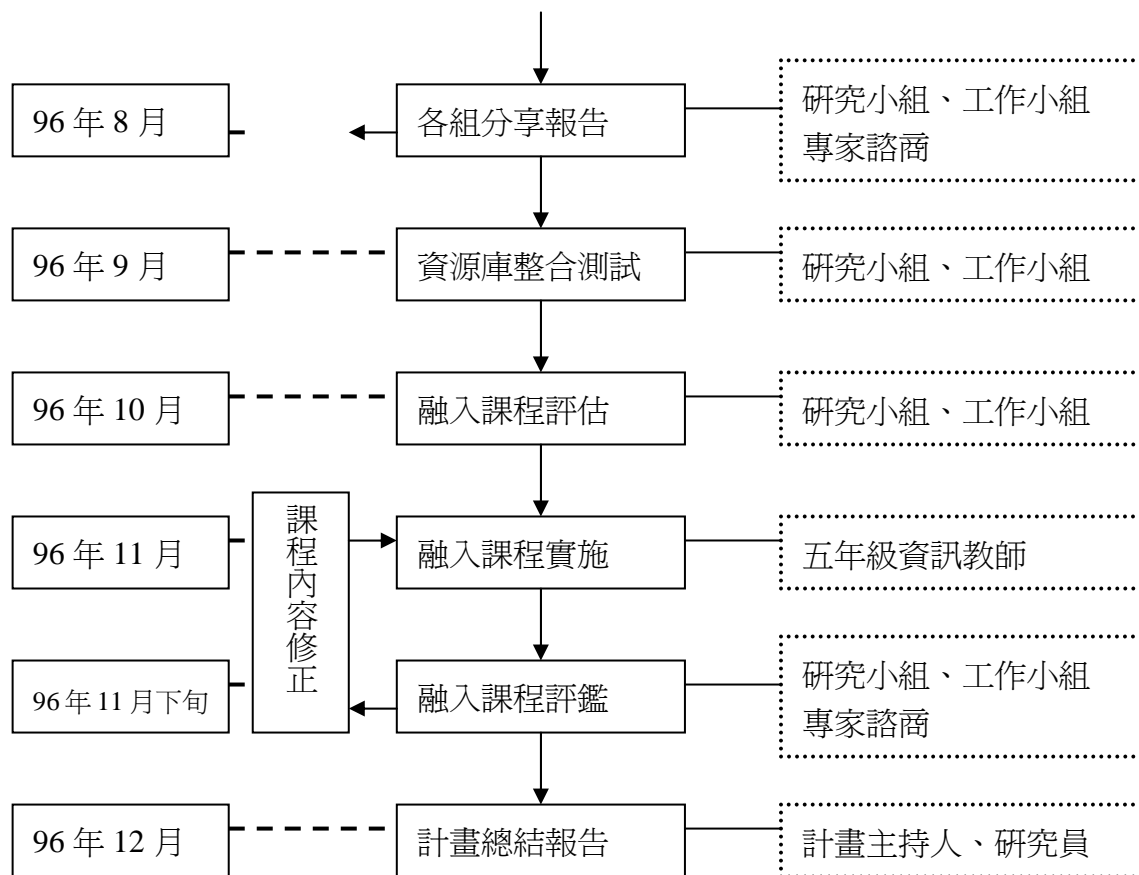 96 年 8 月
各組分享報告
研究小組、工作小組
專家諮商
96 年 9 月
資源庫整合測試
研究小組、工作小組
96 年 10 月
融入課程評估
研究小組、工作小組
課程內容修正
96 年 11 月
融入課程實施
五年級資訊教師
96 年 11 月下旬
融入課程評鑑
研究小組、工作小組
專家諮商
96 年 12 月
計畫總結報告
計畫主持人、研究員